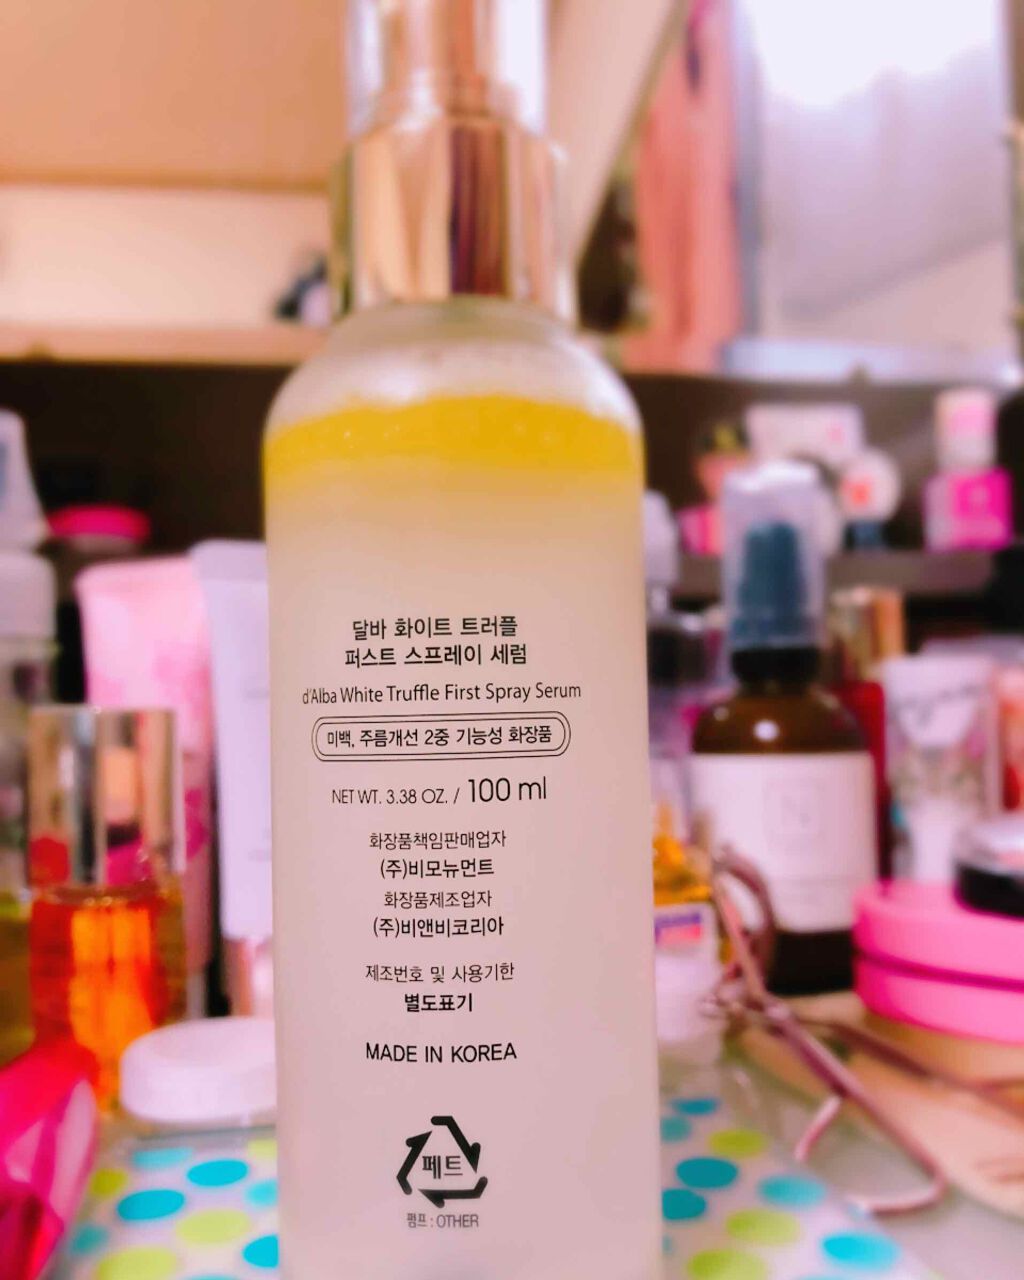 달바 화이트 트러플
퍼스트 스프레이 세럼
d'Alba White Truffle First Spray Serum
미백, 주름개선 2중 기능성 화장품
NET WT. 3.38 OZ. / 100 ml
화장품책임판매업자
(주)비모뉴먼트
화장품제조업자
(주)비앤비코리아
제조번호 및 사용기한
별도표기
MADE IN KOREA
페트
펌프 : OTHER
N